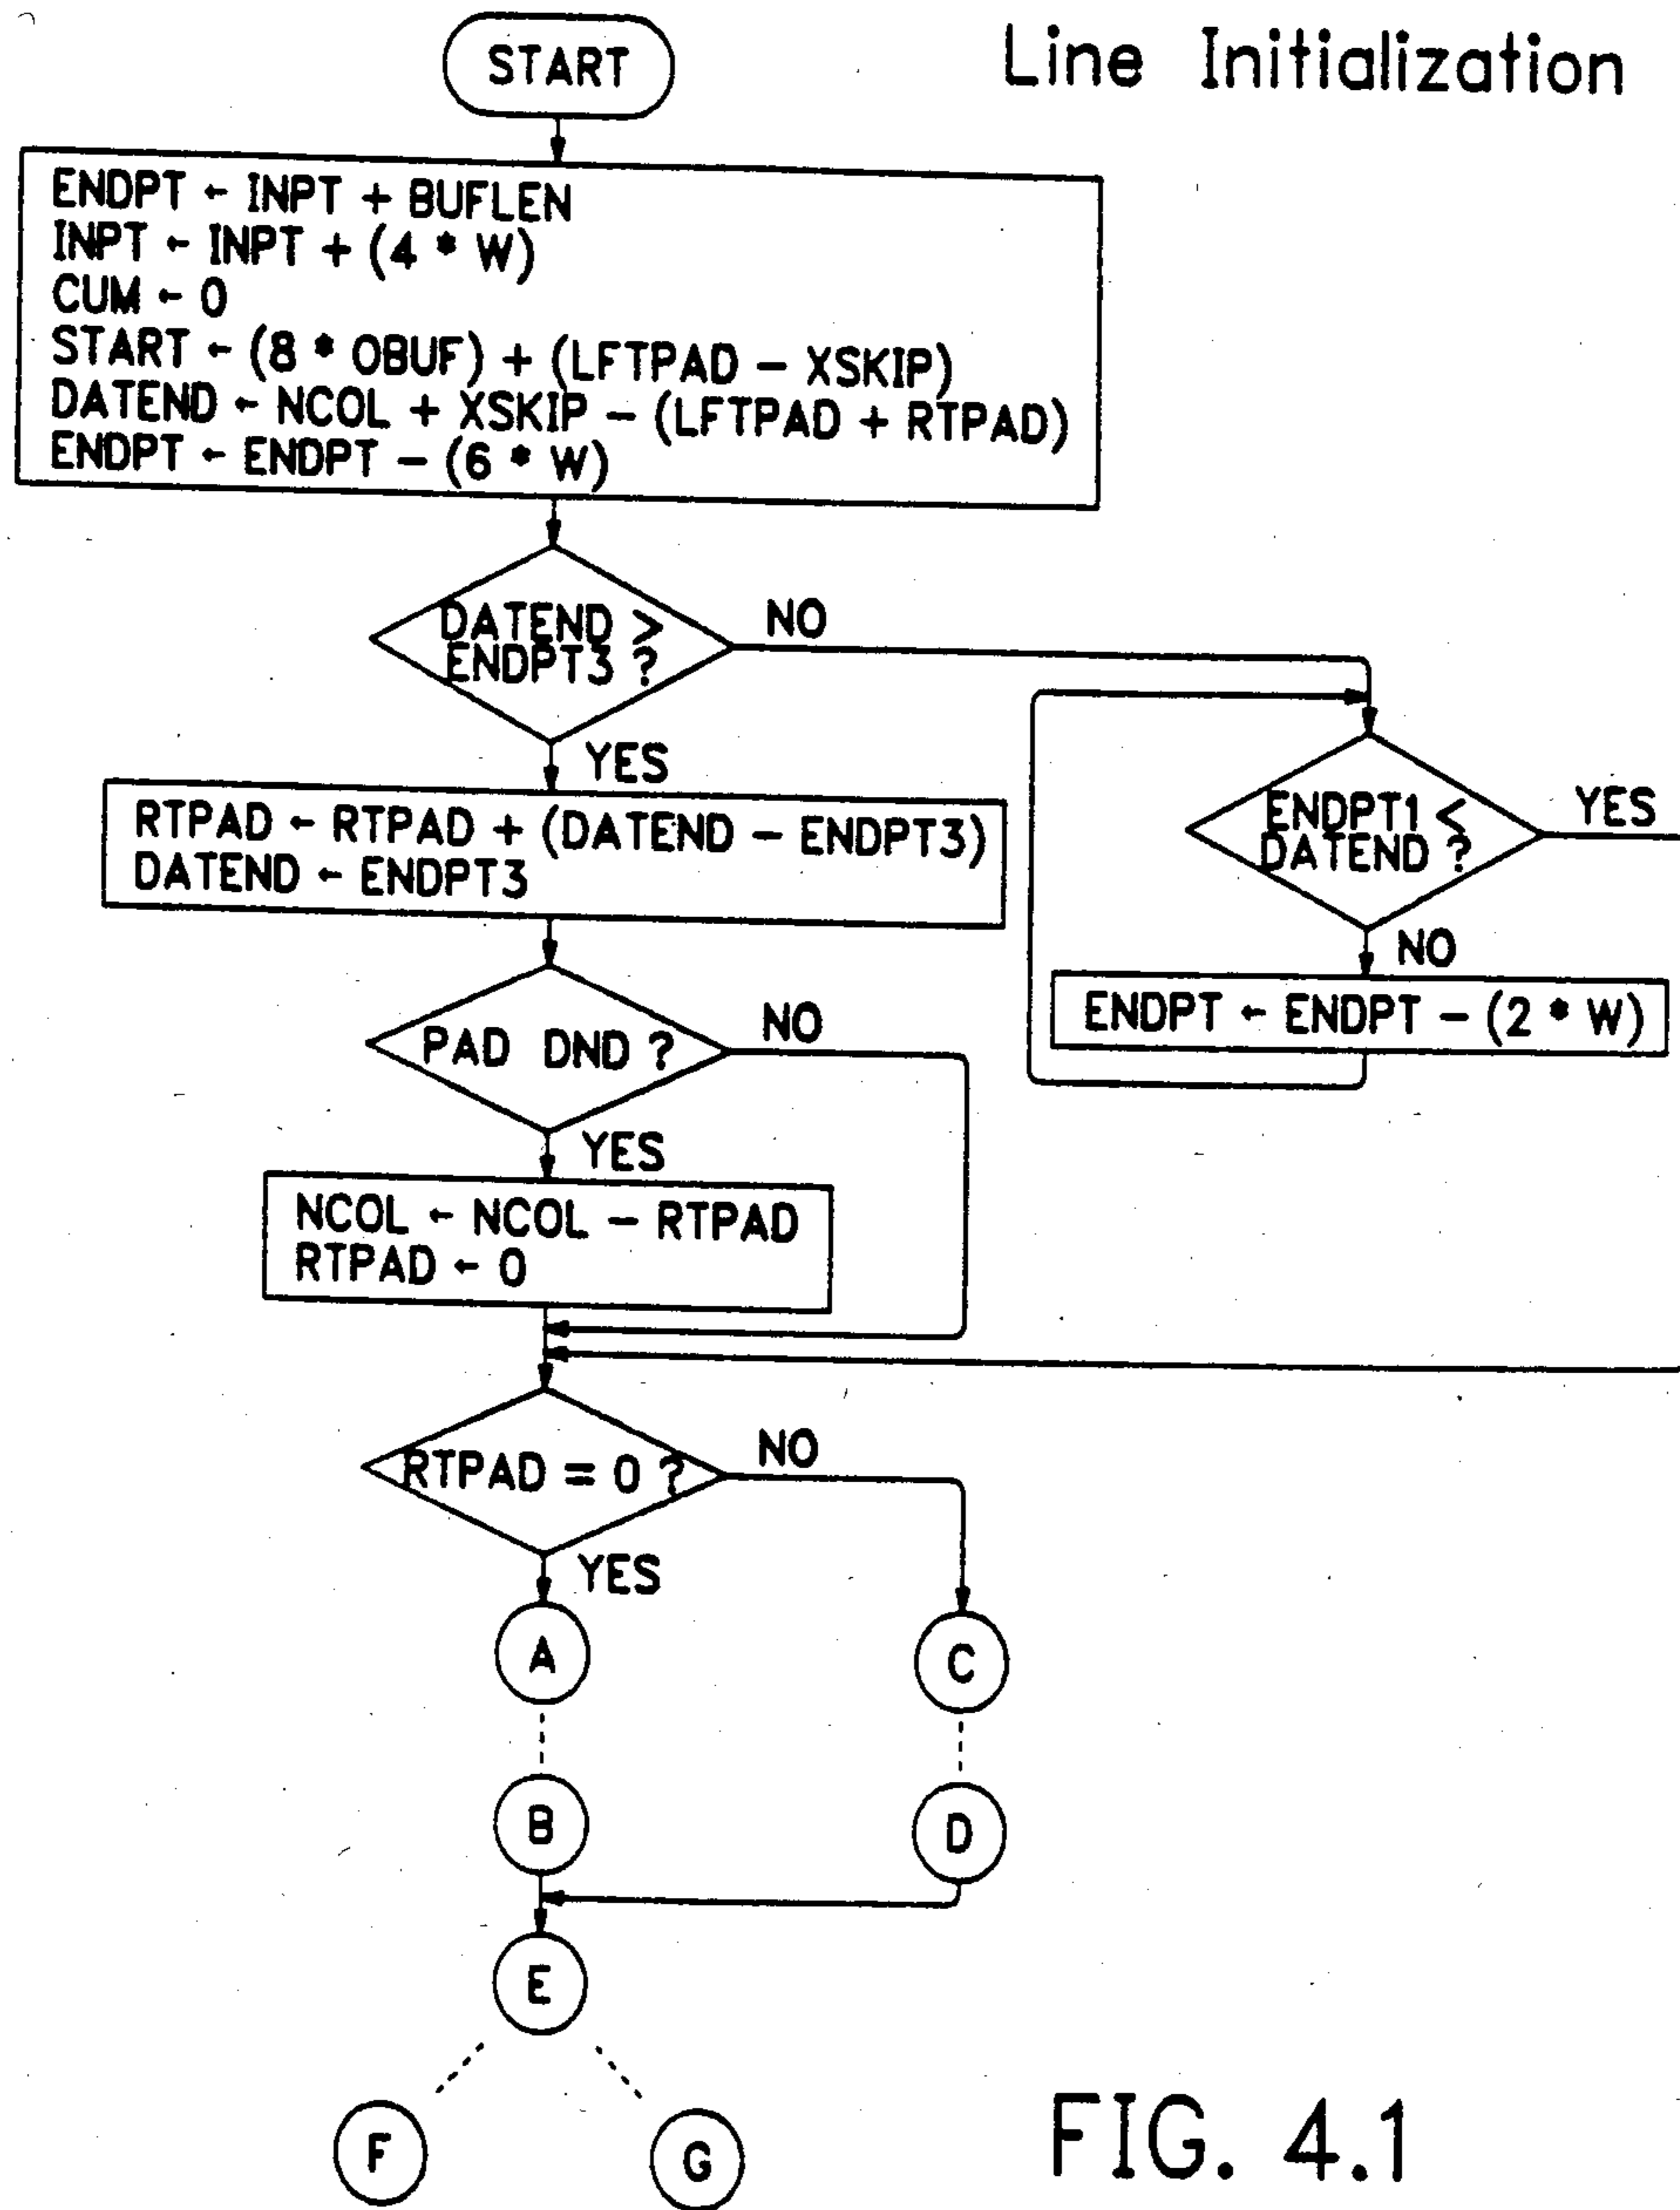 Line Initialization
START
ENDPT ← INPT + BUFLEN
INPT ← INPT + (4 * W)
CUM ← 0
START ← (8 * OBUF) + (LFTPAD − XSKIP)
DATEND ← NCOL + XSKIP − (LFTPAD + RTPAD)
ENDPT ← ENDPT − (6 * W)
DATEND >
ENDPT3 ?
NO
YES
ENDPT1 <
DATEND ?
YES
NO
ENDPT ← ENDPT − (2 * W)
RTPAD ← RTPAD + (DATEND − ENDPT3)
DATEND ← ENDPT3
PAD DND ?
NO
YES
NCOL ← NCOL − RTPAD
RTPAD ← 0
RTPAD = 0 ?
NO
YES
A
C
B
D
E
F
G
FIG. 4.1